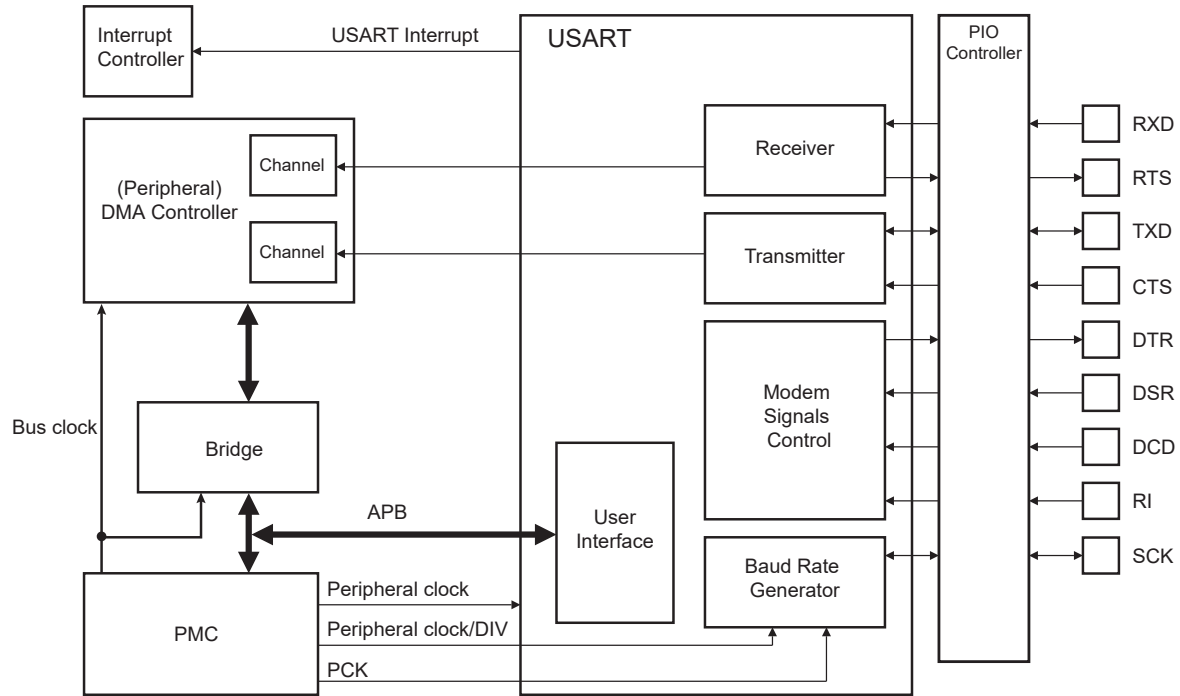 Interrupt
Controller
USART Interrupt
USART
PIO
Controller
(Peripheral)
DMA Controller
Channel
Channel
Receiver
Transmitter
Modem
Signals
Control
RXD
RTS
TXD
CTS
DTR
DSR
DCD
RI
SCK
Bus clock
Bridge
APB
User
Interface
Baud Rate
Generator
PMC
Peripheral clock
Peripheral clock/DIV
PCK